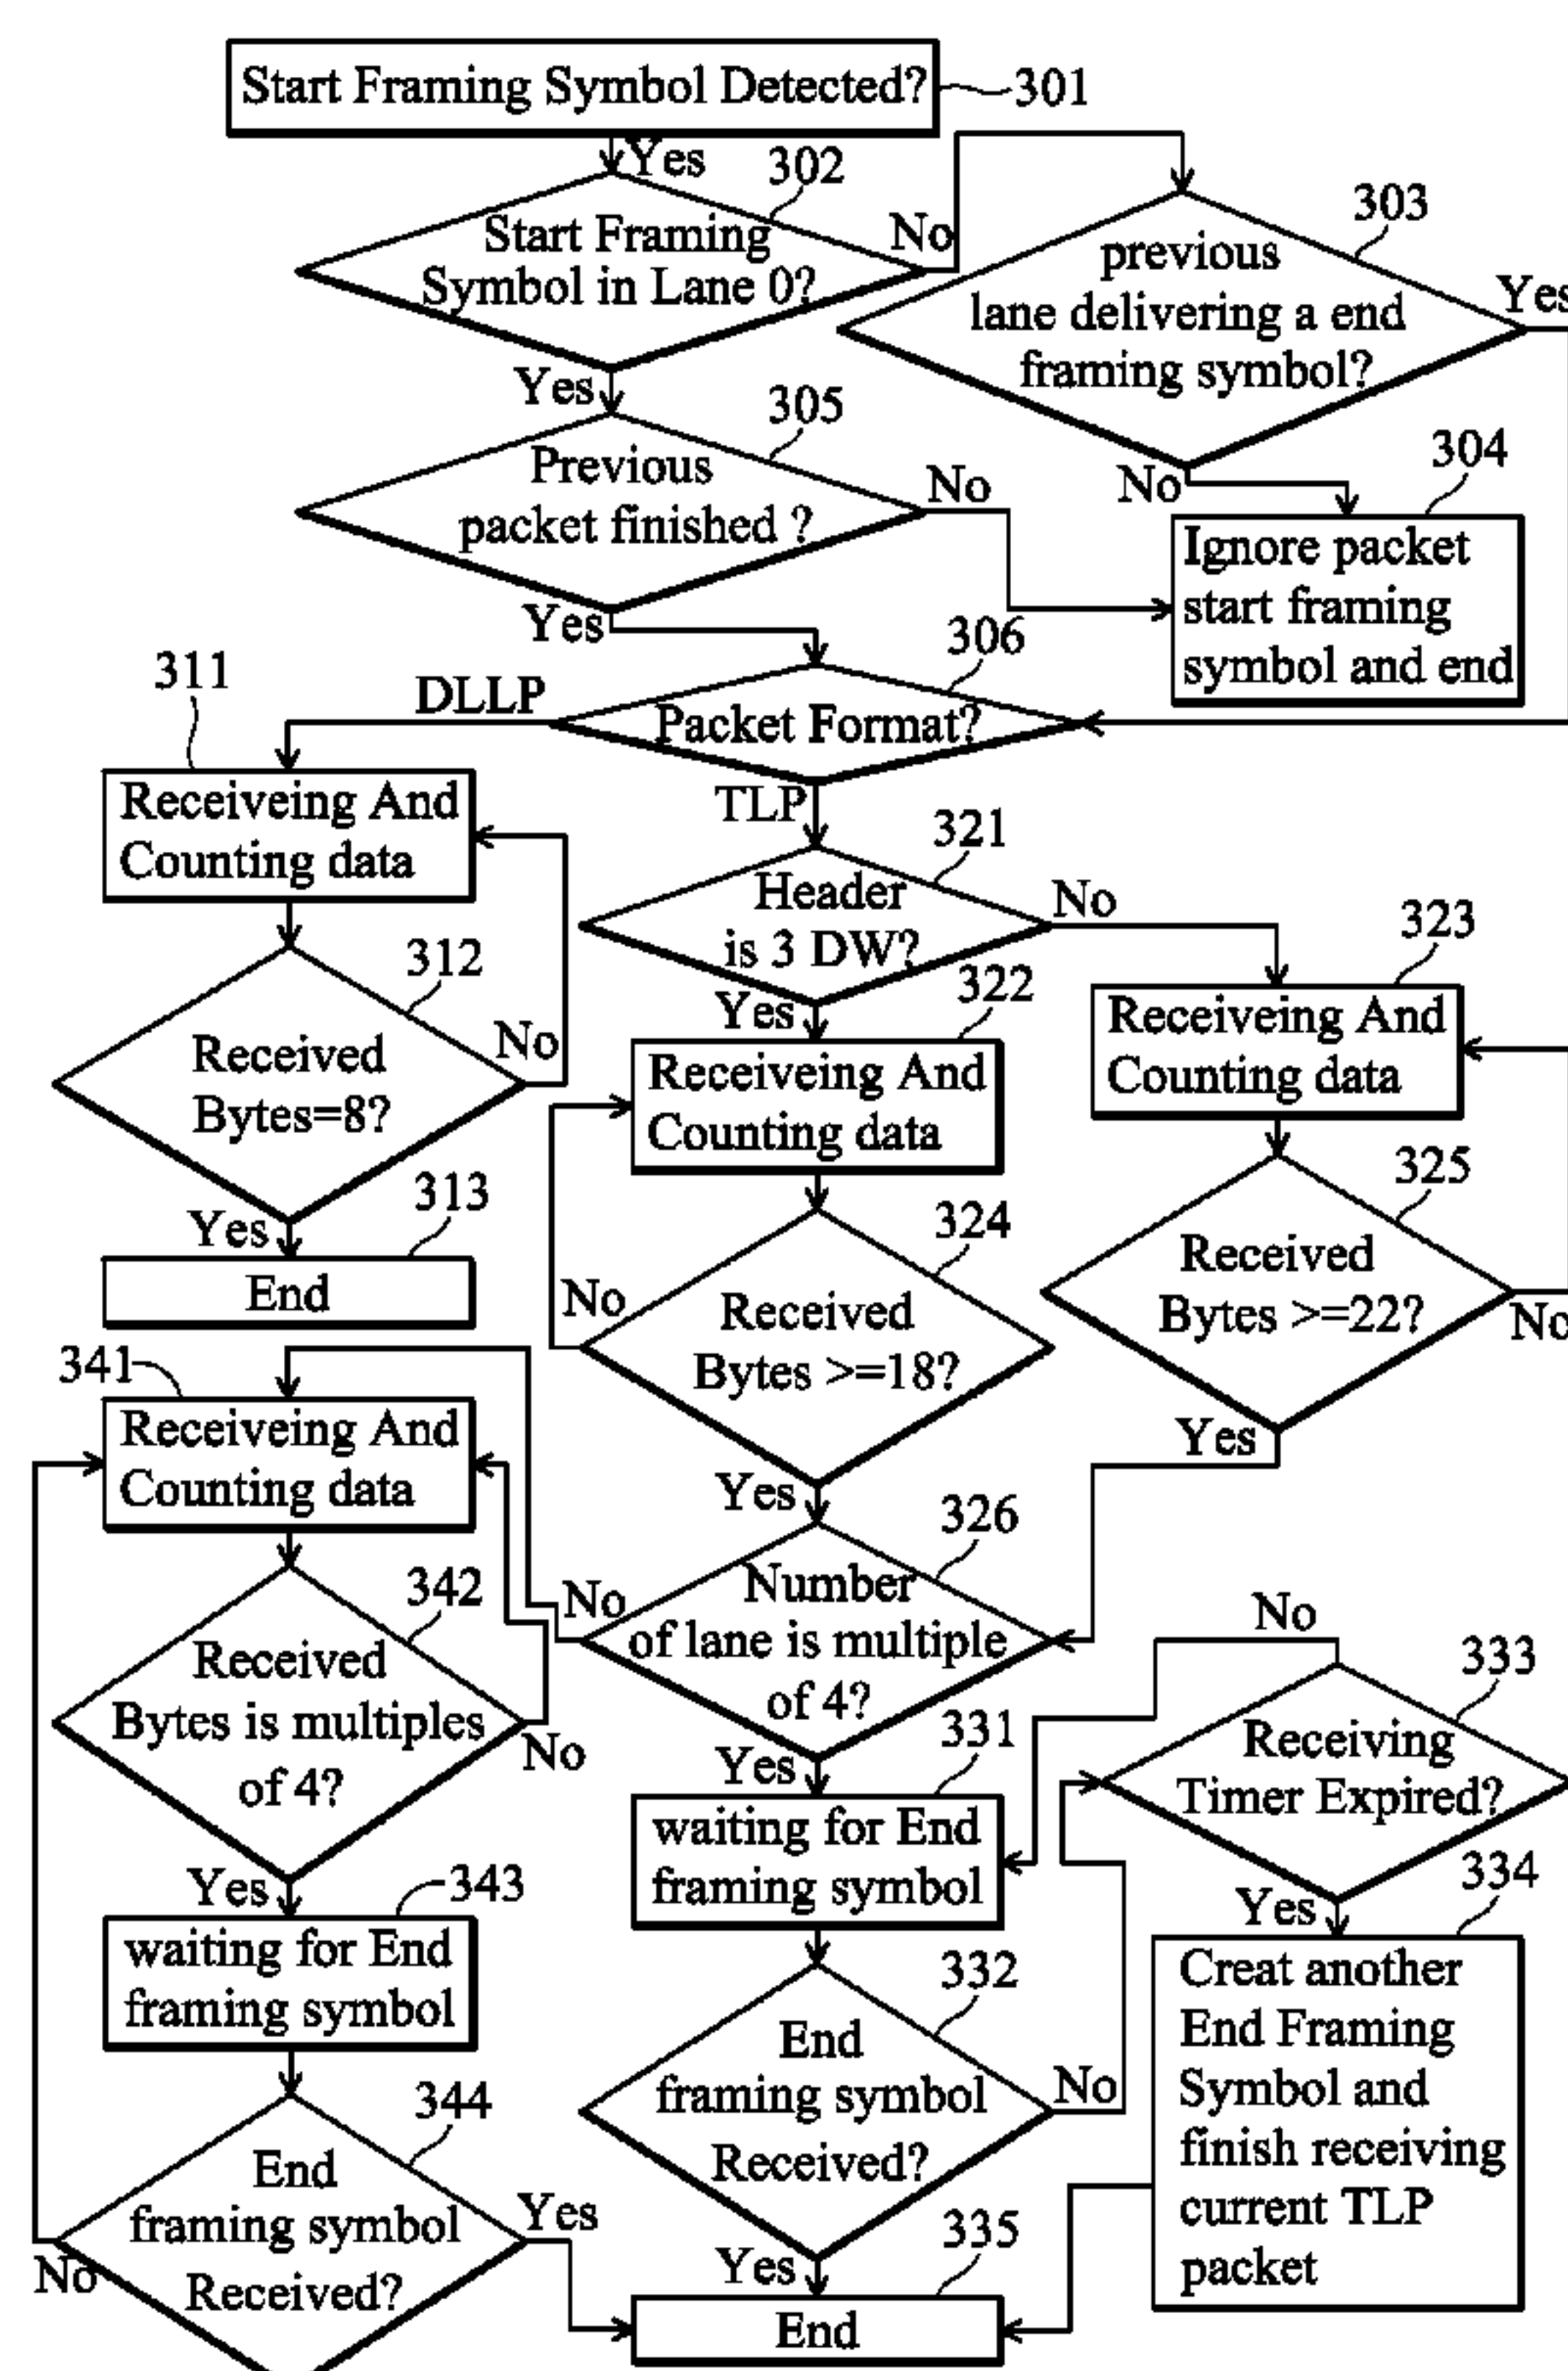 Start Framing Symbol Detected?
301
Yes
302
Start Framing
Symbol in Lane 0?
No
303
previous
lane delivering a end
framing symbol?
Yes
Yes
305
Previous
packet finished ?
No
No
304
Ignore packet
start framing
symbol and end
Yes
306
Packet Format?
DLLP
311
Receiveing And
Counting data
TLP
321
Header
is 3 DW?
No
323
Receiveing And
Counting data
312
Received
Bytes=8?
No
Yes
322
Receiveing And
Counting data
325
Received
Bytes >=22?
No
Yes
313
End
324
Received
Bytes >=18?
No
Yes
341
Receiveing And
Counting data
Yes
326
Number
of lane is multiple
of 4?
No
342
Received
Bytes is multiples
of 4?
No
No
333
Receiving
Timer Expired?
Yes
331
waiting for End
framing symbol
Yes
343
waiting for End
framing symbol
Yes
334
Creat another
End Framing
Symbol and
finish receiving
current TLP
packet
332
End
framing symbol
Received?
No
344
End
framing symbol
Received?
Yes
No
Yes
335
End